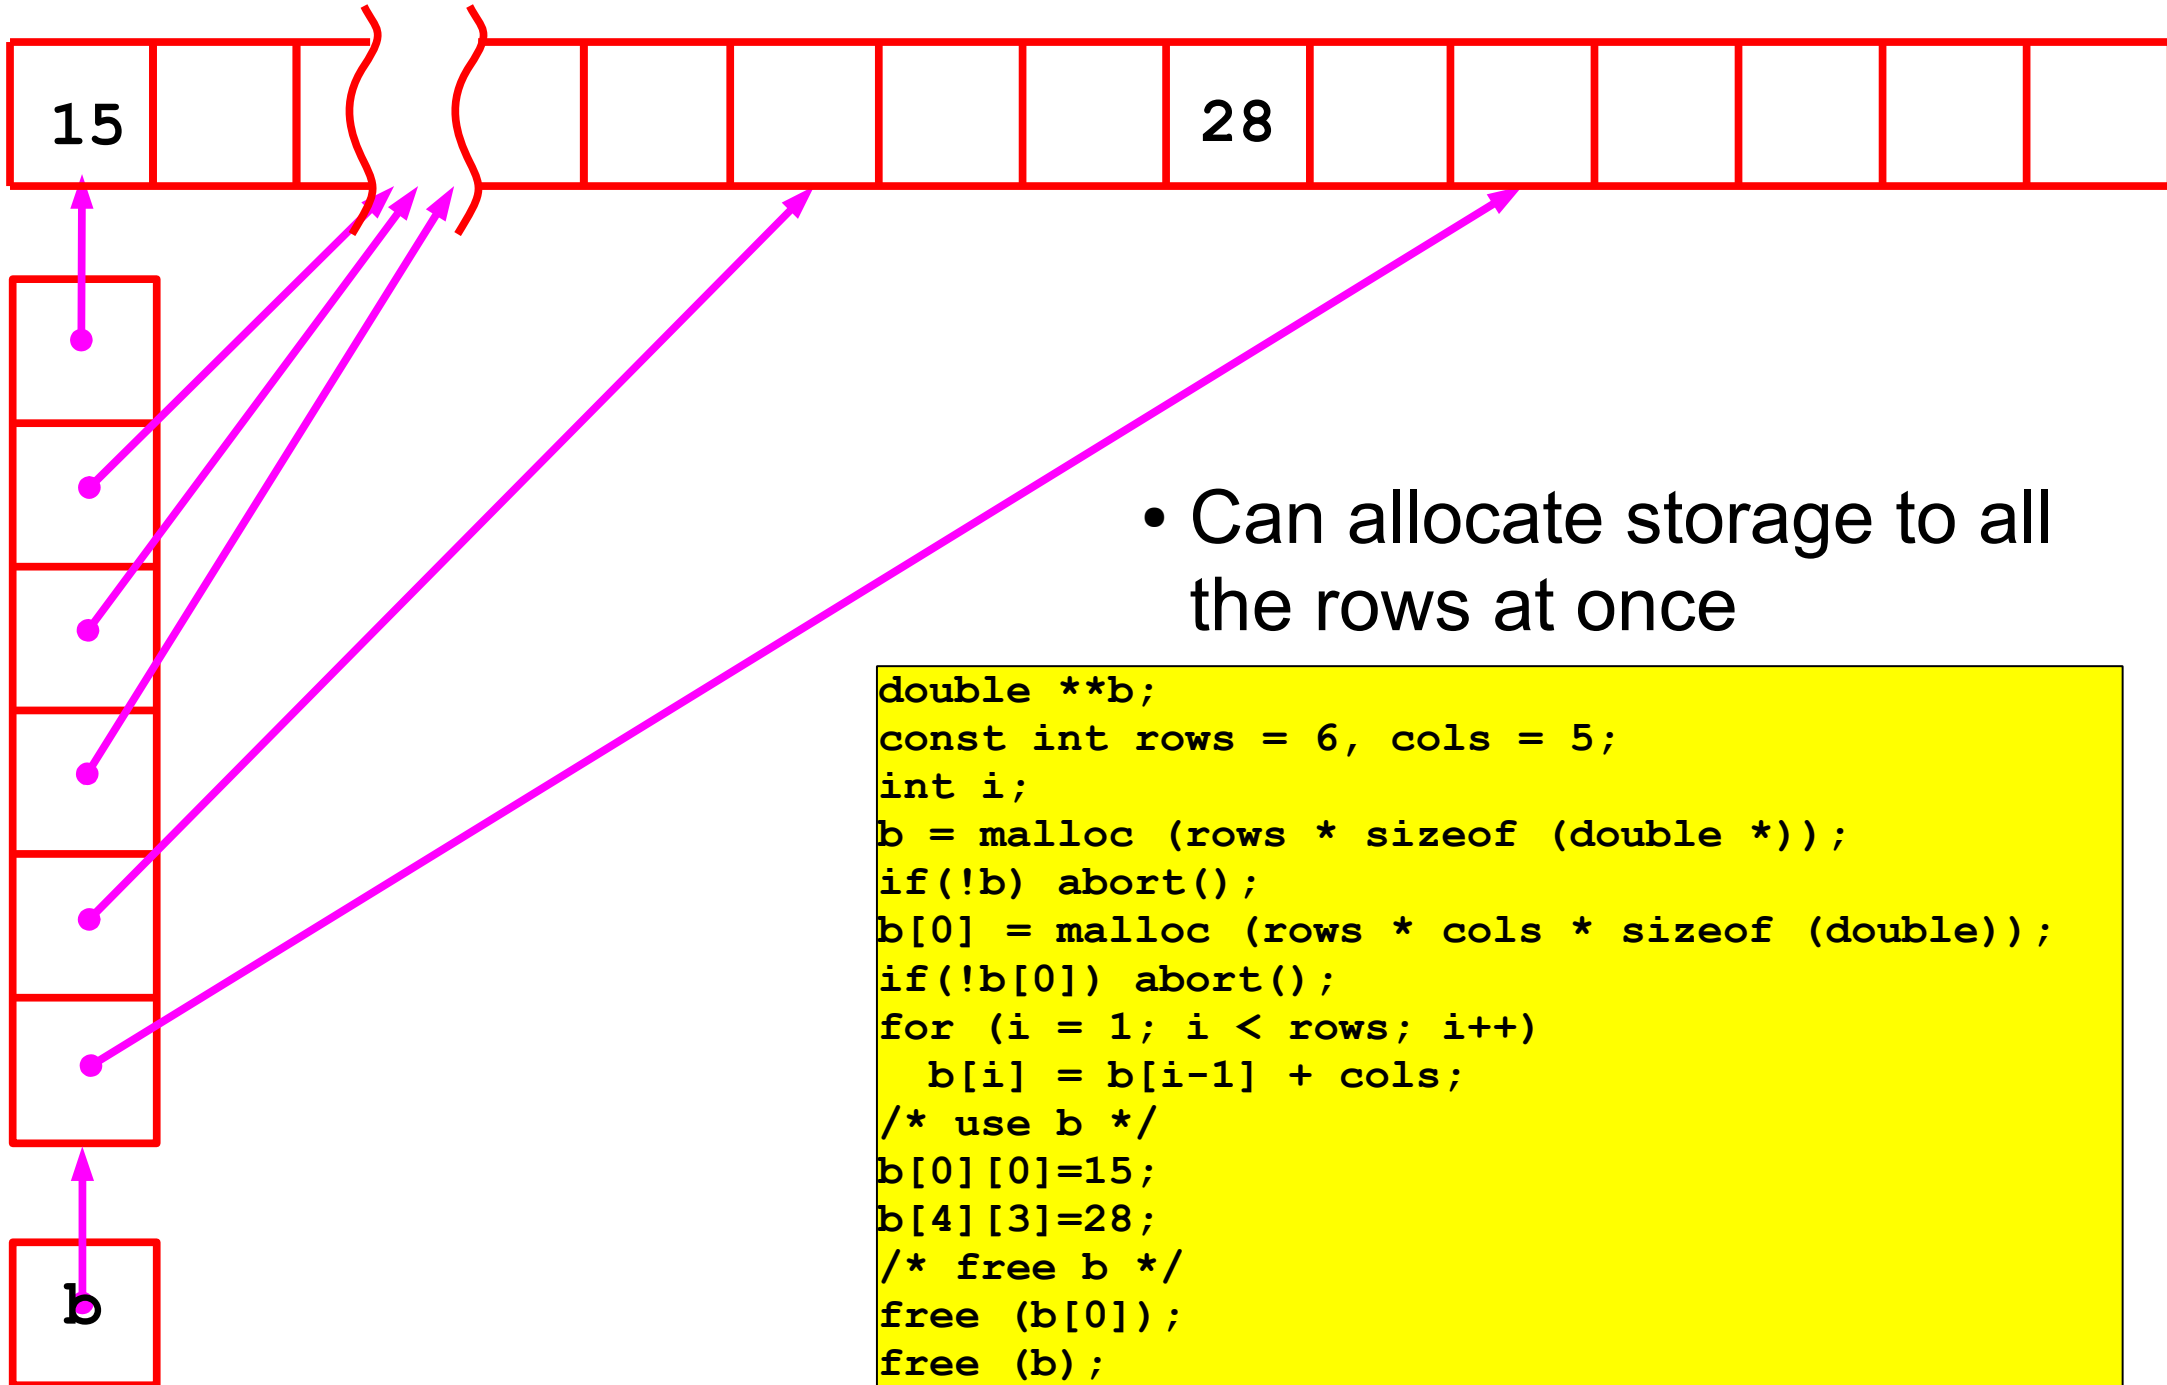 15 28
• Can allocate storage to all
the rows at once
double **b;
const int rows = 6, cols = 5;
int i;
b = malloc (rows * sizeof (double *));
if(!b) abort();
b[0] = malloc (rows * cols * sizeof (double));
if(!b[0]) abort();
for (i = 1; i < rows; i++)
  b[i] = b[i-1] + cols;
/* use b */
b[0][0]=15;
b[4][3]=28;
/* free b */
free (b[0]);
free (b);
b